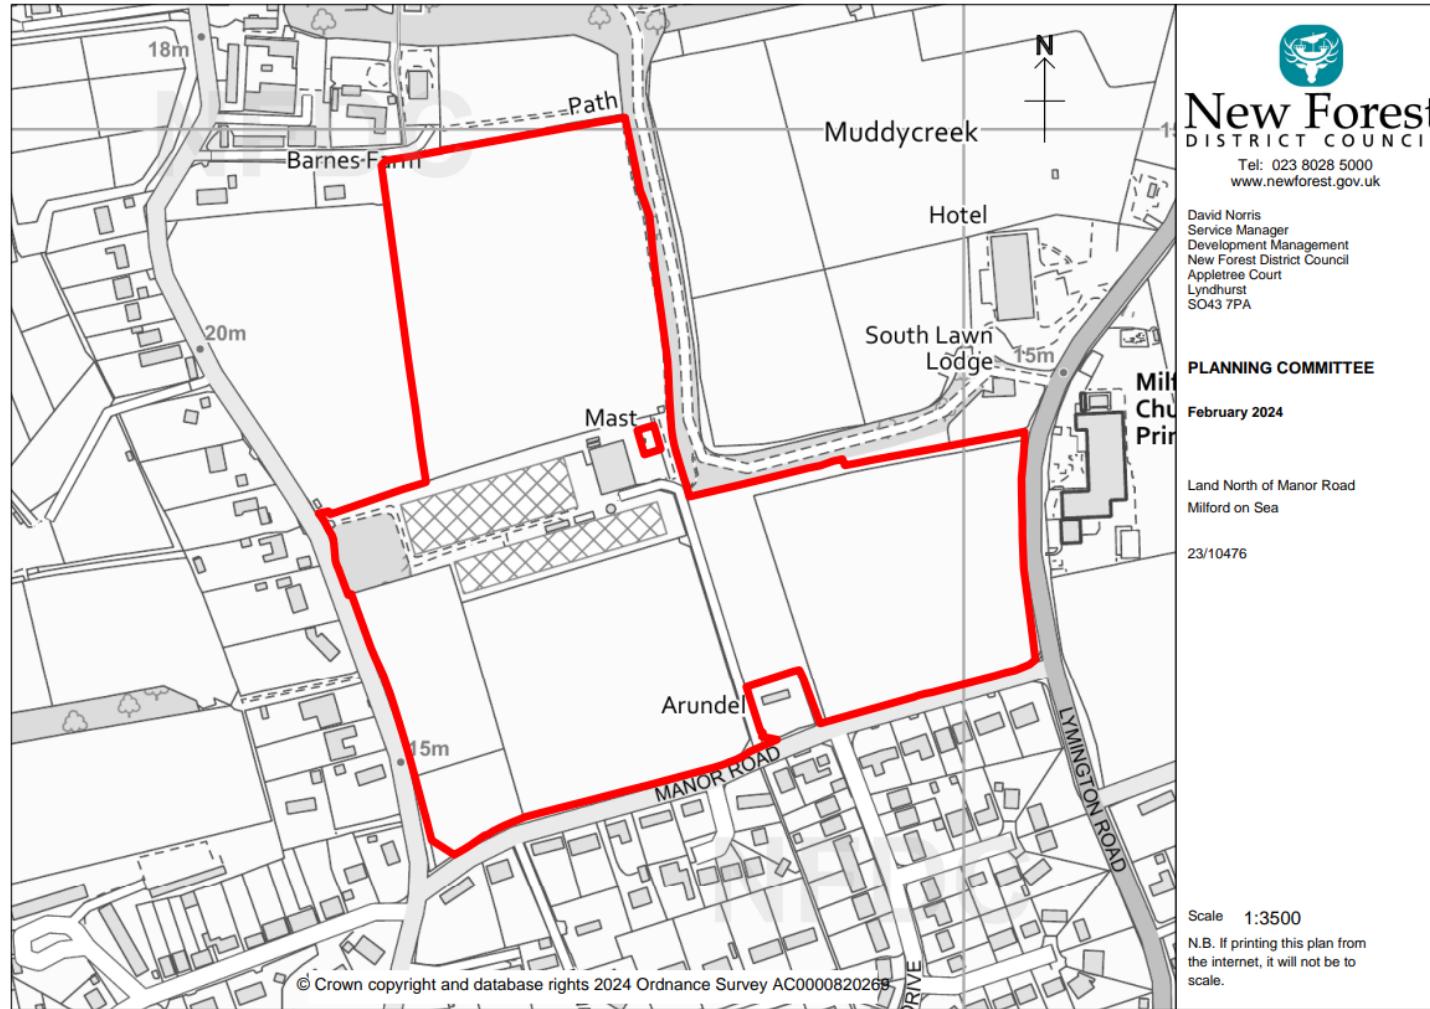 18m
NFDC
Path
Barnes Farm
Muddycreek
N
Hotel
20m
South Lawn
Lodge
15m
Mast
Arundel
15m
MANOR ROAD
LYMINGTON ROAD
NFDC
DRIVE
© Crown copyright and database rights 2024 Ordnance Survey AC0000820269
New Forest
DISTRICT COUNCI
Tel: 023 8028 5000
www.newforest.gov.uk
David Norris
Service Manager
Development Management
New Forest District Council
Appletree Court
Lyndhurst
SO43 7PA
PLANNING COMMITTEE
February 2024
Land North of Manor Road
Milford on Sea
23/10476
Scale 1:3500
N.B. If printing this plan from
the internet, it will not be to
scale.